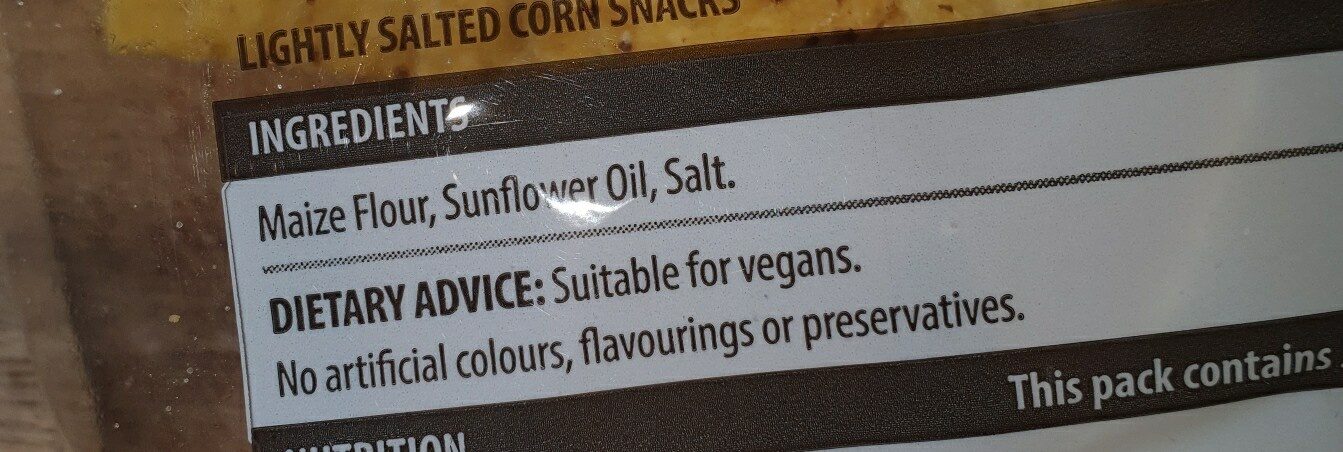 LIGHTLY SALTED CORN SNACKS
INGREDIENTS
Maize Flour, Sunflower Oil, Salt.
DIETARY ADVICE: Suitable for vegans.
No artificial colours, flavourings or preservatives.
This pack contains
NUTRITION